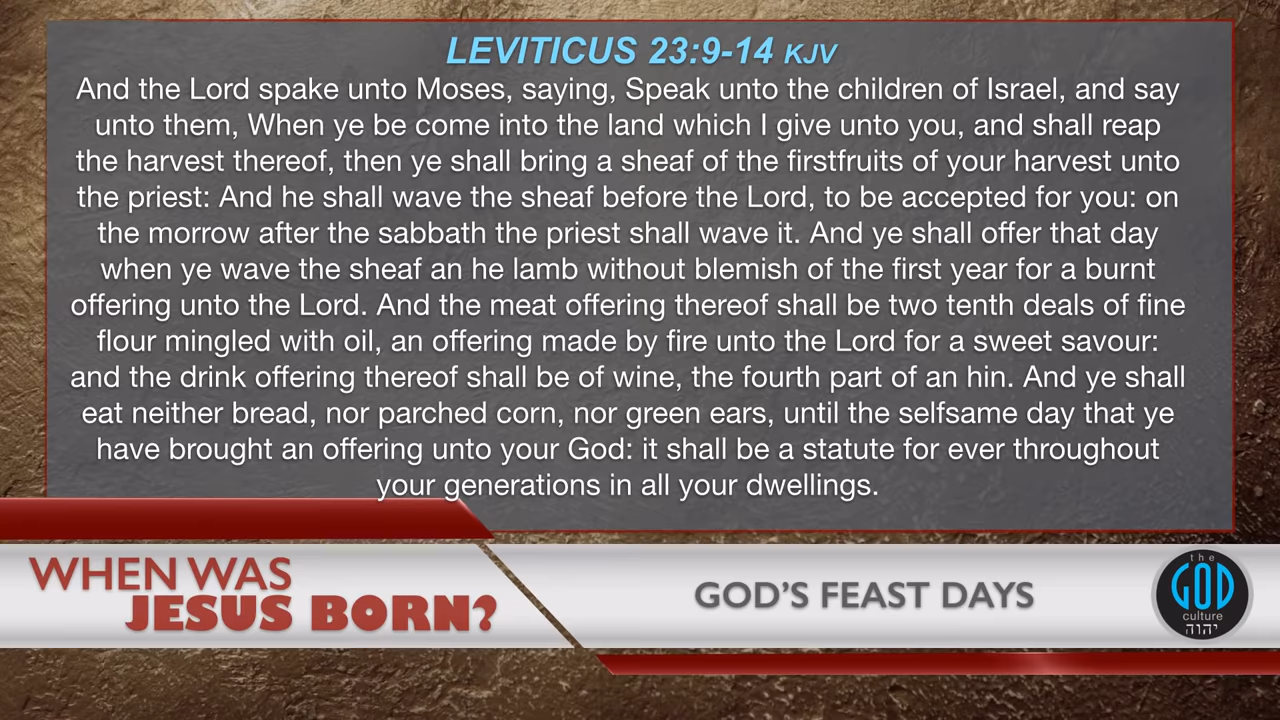 LEVITICUS 23:9-14 KJV
And the Lord spake unto Moses, saying, Speak unto the children of Israel, and say
unto them, When ye be come into the land which I give unto you, and shall reap
the harvest thereof, then ye shall bring a sheaf of the firstfruits of your harvest unto
the priest: And he shall wave the sheaf before the Lord, to be accepted for you: on
the morrow after the sabbath the priest shall wave it. And ye shall offer that day
when ye wave the sheaf an he lamb without blemish of the first year for a burnt
offering unto the Lord. And the meat offering thereof shall be two tenth deals of fine
flour mingled with oil, an offering made by fire unto the Lord for a sweet savour:
and the drink offering thereof shall be of wine, the fourth part of an hin. And ye shall
eat neither bread, nor parched corn, nor green ears, until the selfsame day that ye
have brought an offering unto your God: it shall be a statute for ever throughout
your generations in all your dwellings.
WHEN WAS
JESUS BORN?
GOD'S FEAST DAYS
the
GOD
culture
יהוה